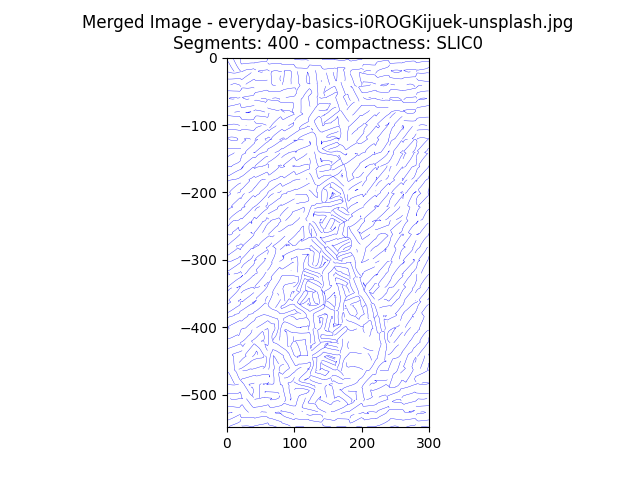 Merged Image - everyday-basics-i0ROGKijuek-unsplash.jpg
Segments: 400 - compactness: SLIC0
0
−100
−200
−300
−400
−500
0 100 200 300